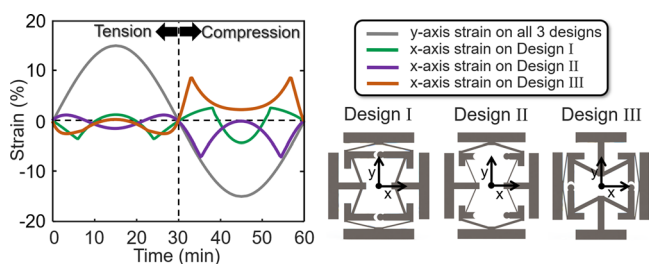 Tension
Compression
20
10
0
-10
-20
Strain (%)
0
10
20
30
40
50
60
Time (min)
y-axis strain on all 3 designs
x-axis strain on Design I
x-axis strain on Design II
x-axis strain on Design III
Design I
Design II
Design III
y
x
y
x
y
x